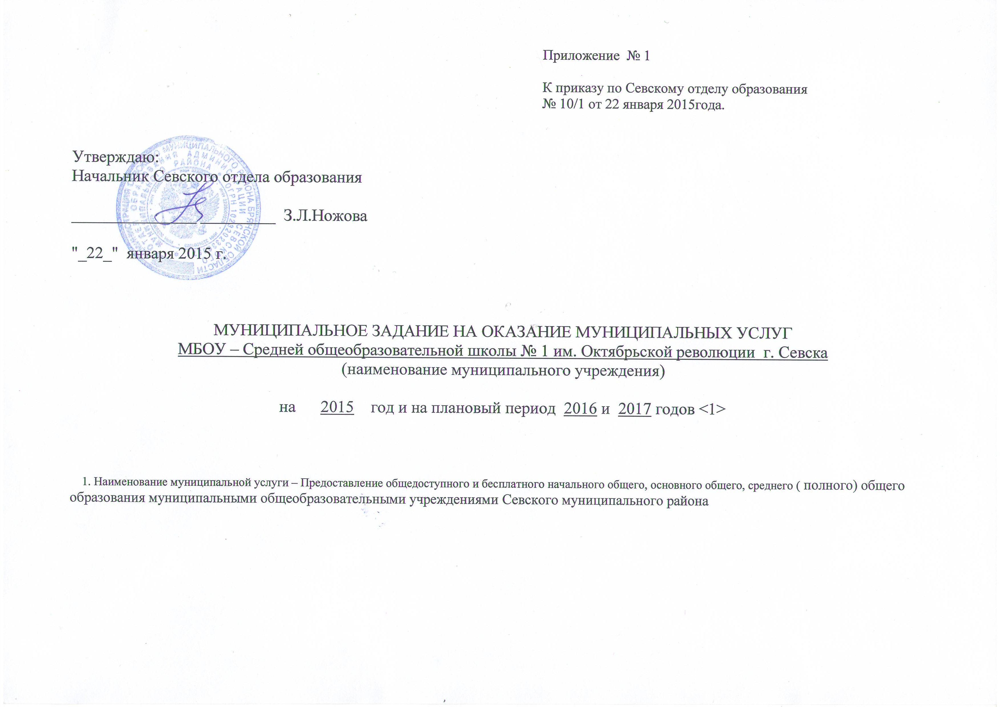 Приложение № 1
К приказу по Севскому отделу образования
№ 10/1 от 22 января 2015года.
Утверждаю:
Начальник Севского отдела образования
З.Л.Ножова
"_22_" января 2015 г.
МУНИЦИПАЛЬНОЕ ЗАДАНИЕ НА ОКАЗАНИЕ МУНИЦИПАЛЬНЫХ УСЛУГ
МБОУ – Средней общеобразовательной школы № 1 им. Октябрьской революции г. Севска
(наименование муниципального учреждения)
на 2015 год и на плановый период 2016 и 2017 годов <1>
1. Наименование муниципальной услуги – Предоставление общедоступного и бесплатного начального общего, основного общего, среднего ( полного) общего
образования муниципальными общеобразовательными учреждениями Севского муниципального района